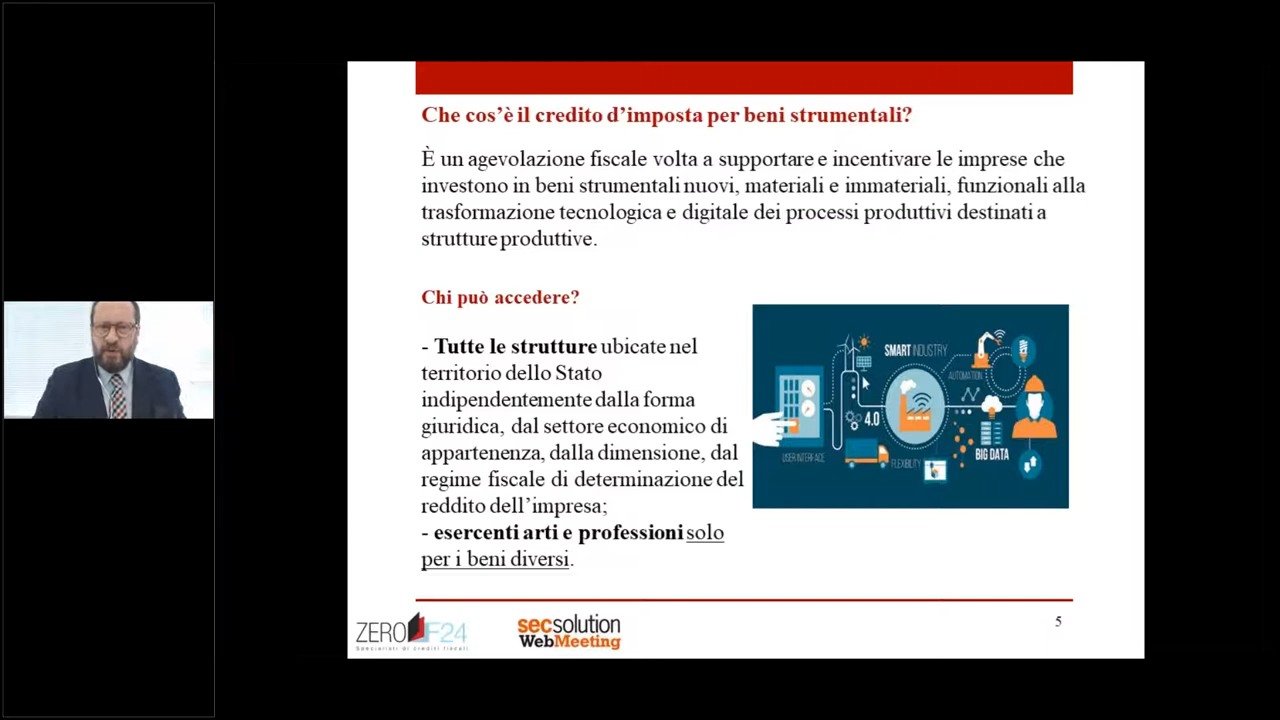 Che cos'è il credito d'imposta per beni strumentali?
È un agevolazione fiscale volta a supportare e incentivare le imprese che
investono in beni strumentali nuovi, materiali e immateriali, funzionali alla
trasformazione tecnologica e digitale dei processi produttivi destinati a
strutture produttive.
Chi può accedere?
- Tutte le strutture ubicate nel
territorio dello Stato
indipendentemente dalla forma
giuridica, dal settore economico di
appartenenza, dalla dimensione, dal
regime fiscale di determinazione del
reddito dell'impresa;
- esercenti arti e professioni solo
per i beni diversi.
SMART INDUSTRY
AUTOMATION
4.0
USER INTERFACE
FLEXIBILITY
BIG DATA
ZERO F24
Specialisti di crediti fiscali
secsolution
WebMeeting
5